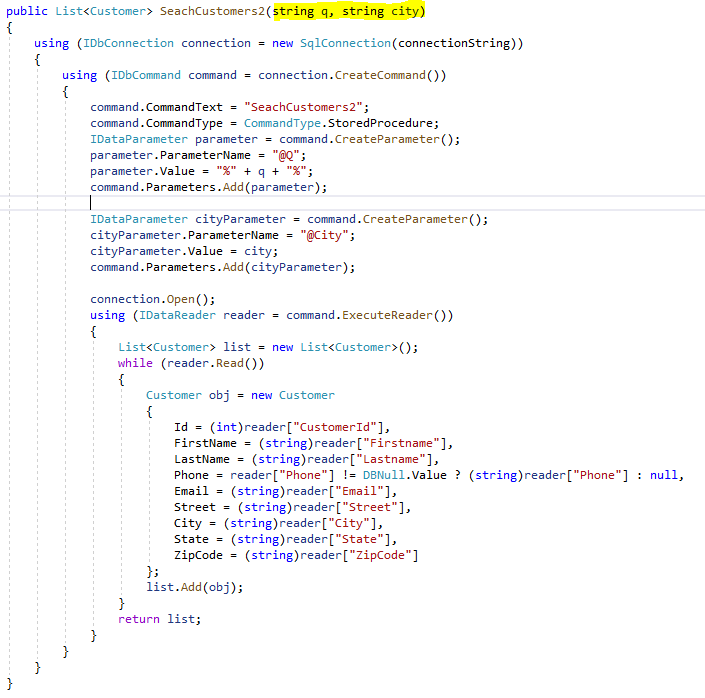 public List<Customer> SeachCustomers2(string q, string city)
{
using (IDbConnection connection = new SqlConnection(connectionString))
{
using (IDbCommand command = connection.CreateCommand())
{
command.CommandText = "SeachCustomers2";
command.CommandType = CommandType.StoredProcedure;
IDataParameter parameter = command.CreateParameter();
parameter.ParameterName = "@Q";
parameter.Value = "%" + q + "%";
command.Parameters.Add(parameter);
IDataParameter cityParameter = command.CreateParameter();
cityParameter.ParameterName = "@City";
cityParameter.Value = city;
command.Parameters.Add(cityParameter);
connection.Open();
using (IDataReader reader = command.ExecuteReader())
{
List<Customer> list = new List<Customer>();
while (reader.Read())
{
Customer obj = new Customer
{
Id = (int)reader["CustomerId"],
FirstName = (string)reader["Firstname"],
LastName = (string)reader["Lastname"],
Phone = reader["Phone"] != DBNull.Value ? (string)reader["Phone"] : null,
Email = (string)reader["Email"],
Street = (string)reader["Street"],
City = (string)reader["City"],
State = (string)reader["State"],
ZipCode = (string)reader["ZipCode"]
};
list.Add(obj);
}
return list;
}
}
}
}